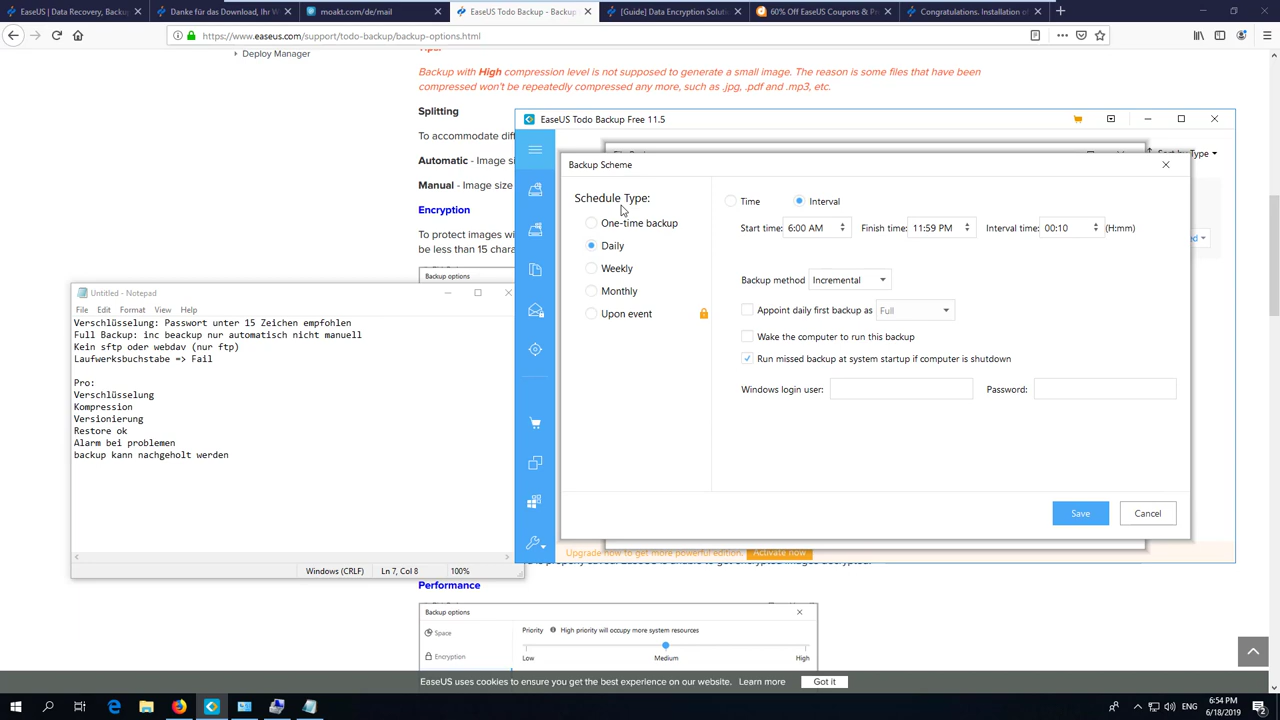 EaseUS | Data Recovery, Backup
Danke für das Download, Ihr W
moakt.com/de/mail
EaseUS Todo Backup - Backup
[Guide] Data Encryption Soluti
60% Off EaseUS Coupons & Pr
Congratulations. Installation o
https://www.easeus.com/support/todo-backup/backup-options.html
Deploy Manager
Backup with High compression level is not supposed to generate a small image. The reason is some files that have been
compressed won't be repeatedly compressed any more, such as .jpg, .pdf and .mp3, etc.
Splitting
To accommodate diff
Automatic - Image si
Manual - Image size
Encryption
To protect images wi
be less than 15 chara
Backup options
EaseUS Todo Backup Free 11.5
Sort by Type
Backup Scheme
Schedule Type:
One-time backup
Daily
Weekly
Monthly
Upon event
Time
Interval
Start time:
6:00 AM
Finish time:
11:59 PM
Interval time:
00:10
(H:mm)
Backup method
Incremental
Appoint daily first backup as
Full
Wake the computer to run this backup
Run missed backup at system startup if computer is shutdown
Windows login user:
Password:
Save
Cancel
Upgrade now to get more powerful edition.
Activate now
Untitled - Notepad
File
Edit
Format
View
Help
Verschlüsselung: Passwort unter 15 Zeichen empfohlen
Full Backup: inc beackup nur automatisch nicht manuell
Kein sftp oder webdav (nur ftp)
Laufwerksbuchstabe => Fail
Pro:
Verschlüsselung
Kompression
Versionierung
Restore ok
Alarm bei problemen
backup kann nachgeholt werden
Windows (CRLF)
Ln 7, Col 8
100%
Performance
Backup options
Space
Encryption
Priority
High priority will occupy more system resources
Low
Medium
High
EaseUS uses cookies to ensure you get the best experience on our website.
Learn more
Got it
6:54 PM
6/18/2019
2